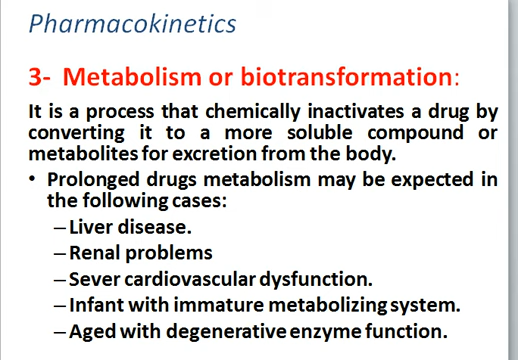 Pharmacokinetics
3- Metabolism or biotransformation:
It is a process that chemically inactivates a drug by
converting it to a more soluble compound or
metabolites for excretion from the body.
• Prolonged drugs metabolism may be expected in
the following cases:
–Liver disease.
–Renal problems
–Sever cardiovascular dysfunction.
–Infant with immature metabolizing system.
–Aged with degenerative enzyme function.